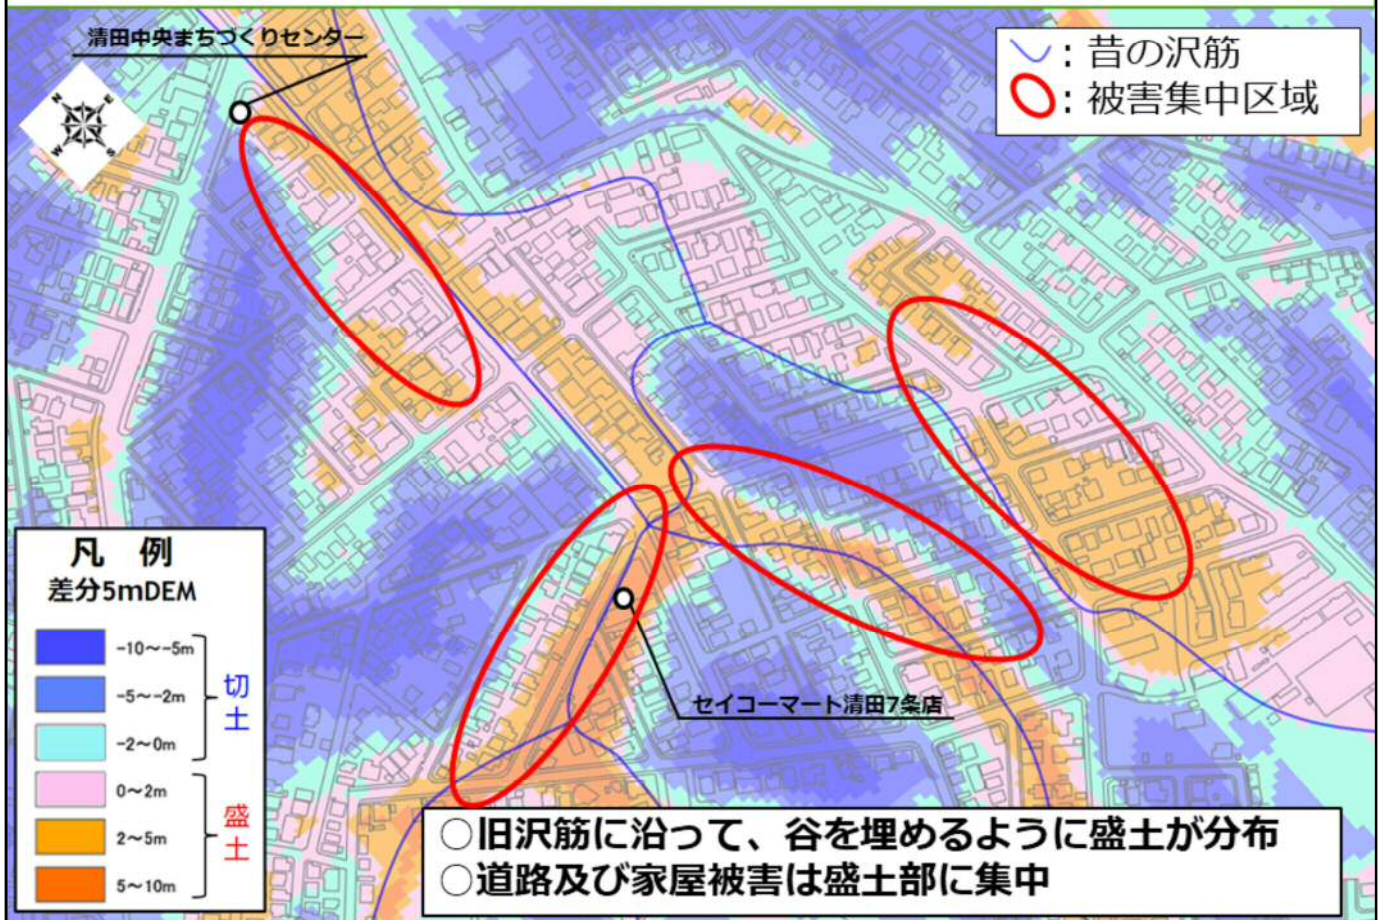 清田中央まちづくりセンター
N
E
W
S
：昔の沢筋
：被害集中区域
セイコーマート清田7条店
凡　例
差分5mDEM
-10～-5m
-5～-2m
-2～0m
切土
0～2m
2～5m
5～10m
盛土
○旧沢筋に沿って、谷を埋めるように盛土が分布
○道路及び家屋被害は盛土部に集中